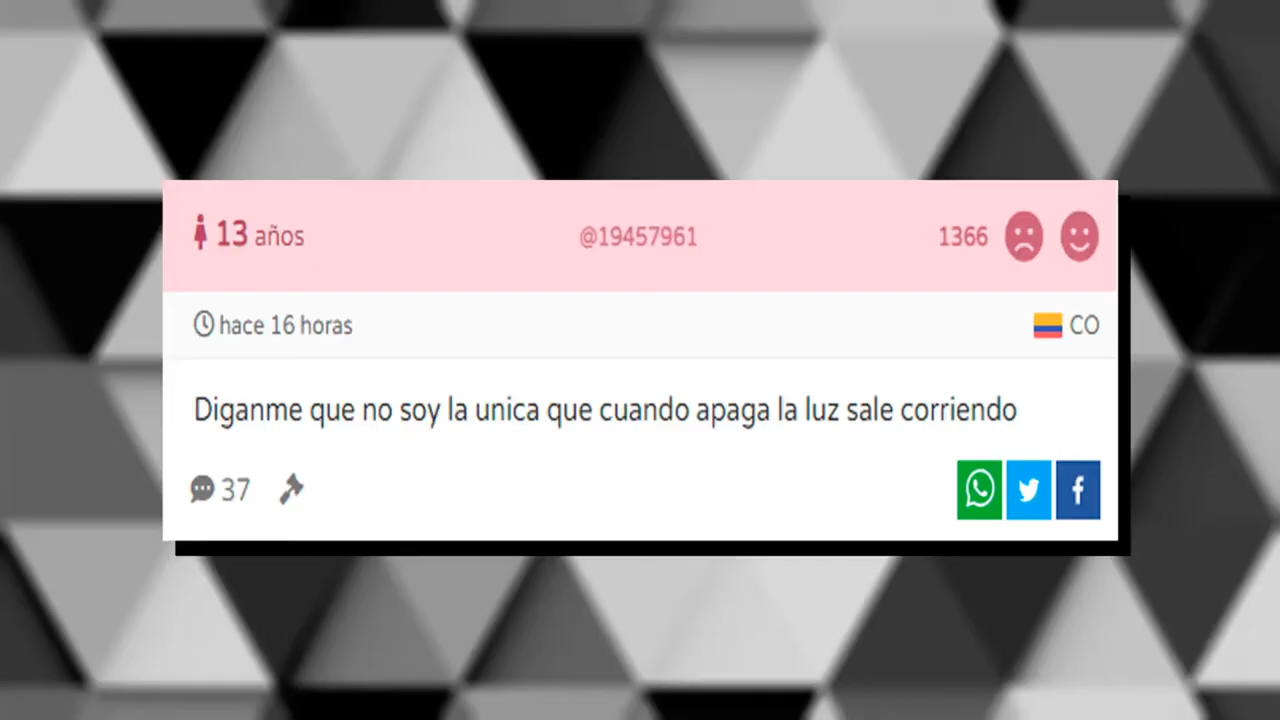 13 años @19457961 1366
hace 16 horas CO
Diganme que no soy la unica que cuando apaga la luz sale corriendo
37